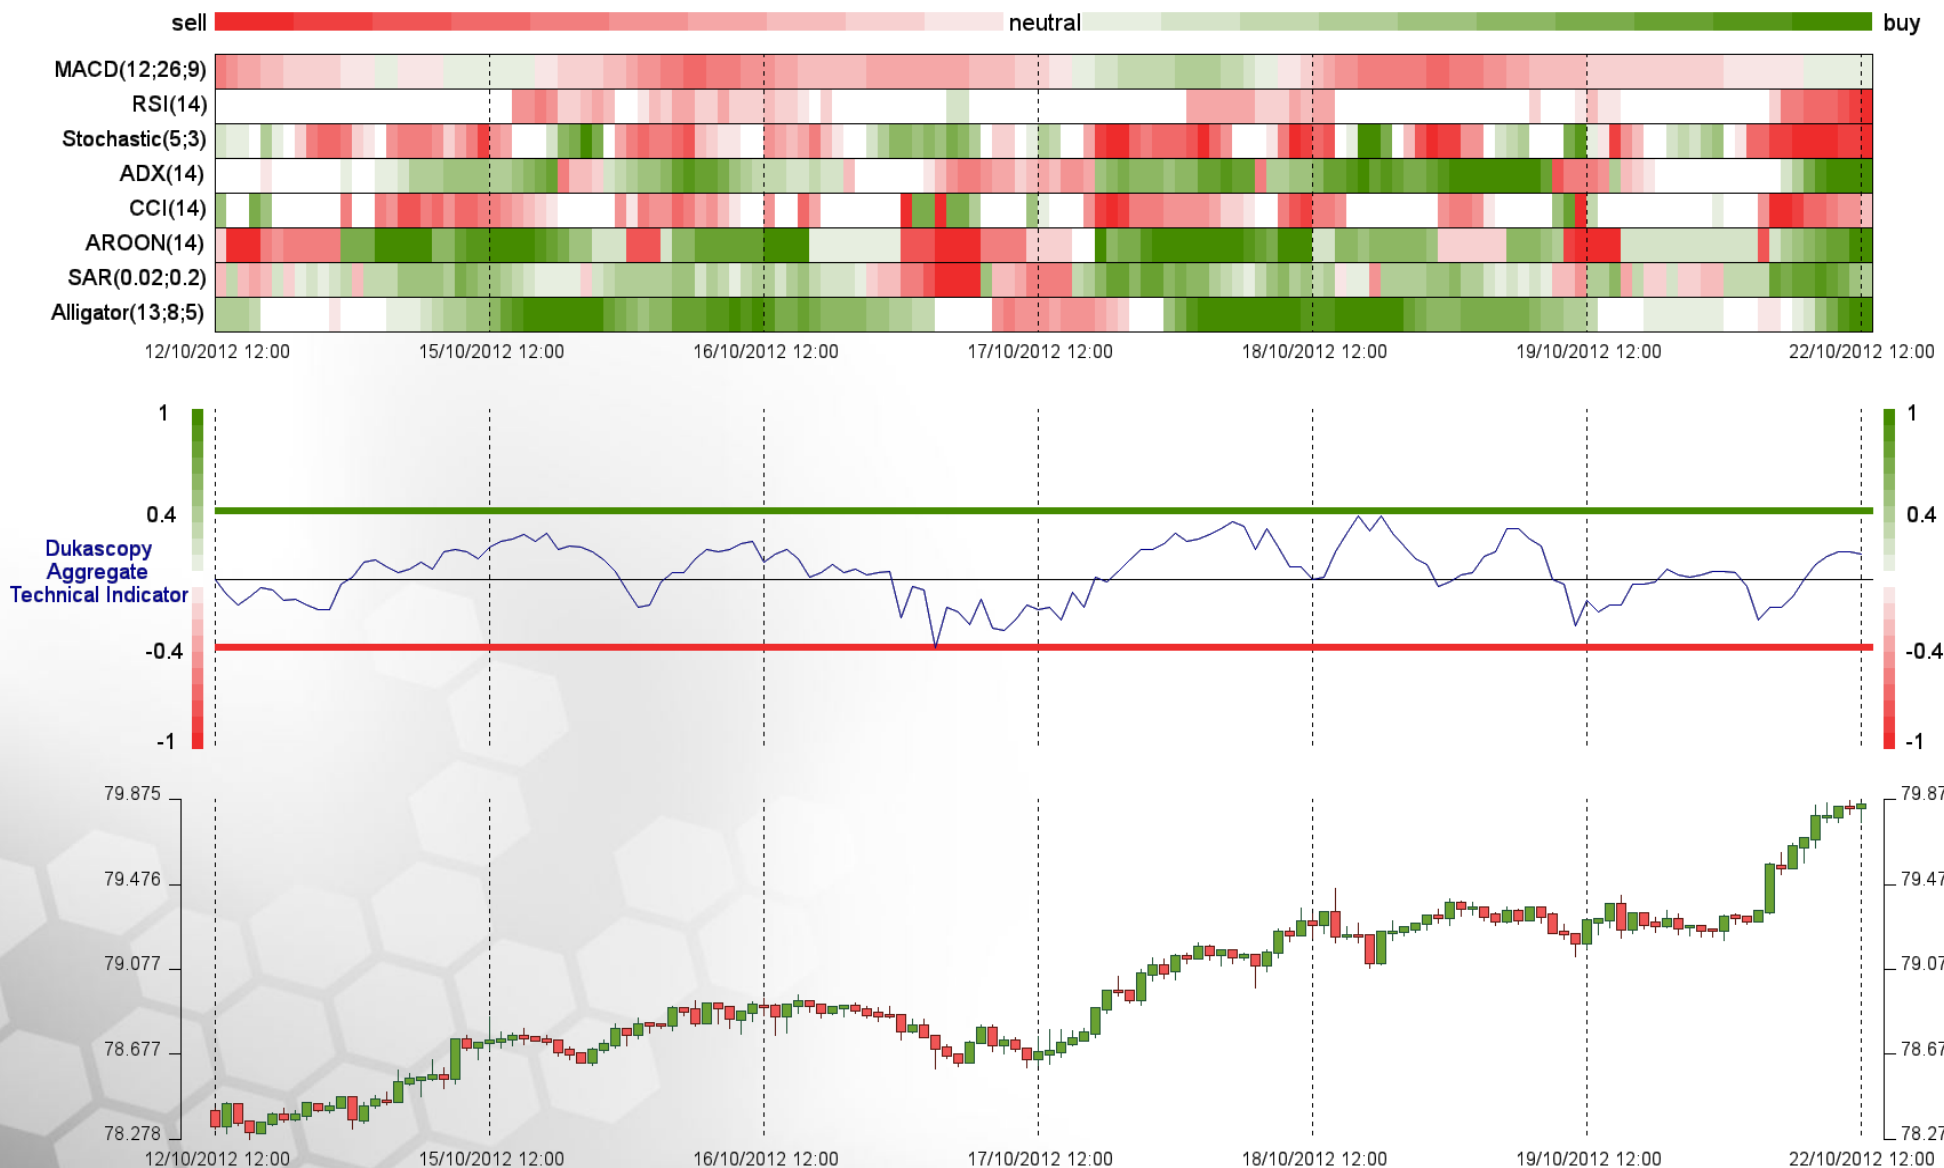 sell neutral buy
MACD(12;26;9)
RSI(14)
Stochastic(5;3)
ADX(14)
CCI(14)
AROON(14)
SAR(0.02;0.2)
Alligator(13;8;5)
12/10/2012 12:00 15/10/2012 12:00 16/10/2012 12:00 17/10/2012 12:00 18/10/2012 12:00 19/10/2012 12:00 22/10/2012 12:00
1 1
0.4 0.4
Dukascopy
Aggregate
Technical Indicator
-0.4 -0.4
-1 -1
79.875 79.87
79.476 79.47
79.077 79.07
78.677 78.67
78.278 78.27
12/10/2012 12:00 15/10/2012 12:00 16/10/2012 12:00 17/10/2012 12:00 18/10/2012 12:00 19/10/2012 12:00 22/10/2012 12:00